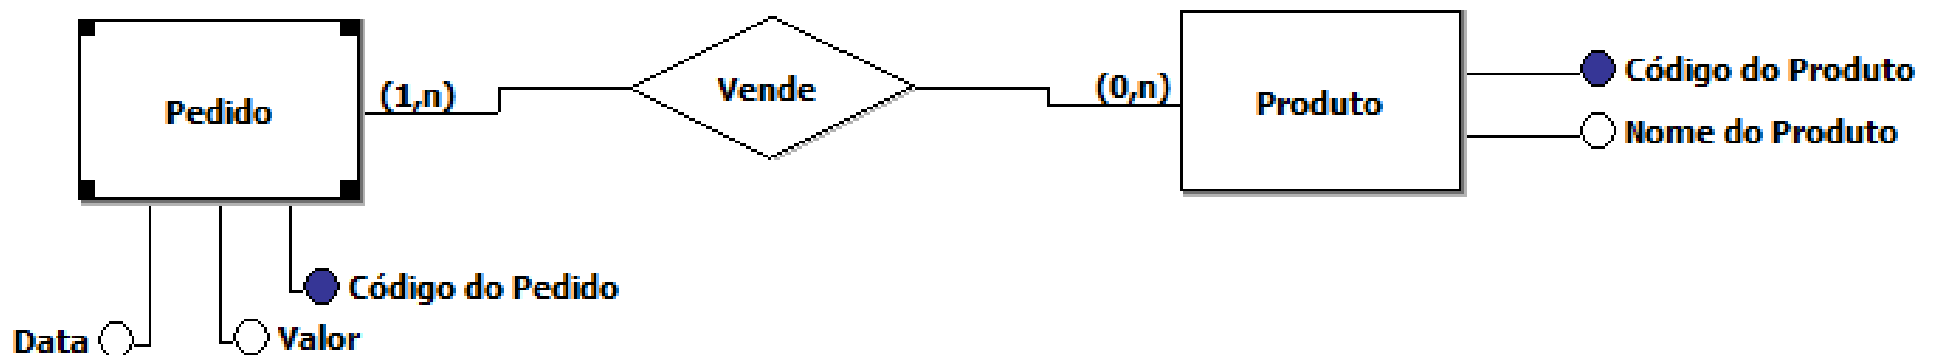 Pedido
(1,n)
Vende
(0,n)
Produto
Código do Produto
Nome do Produto
Código do Pedido
Data
Valor